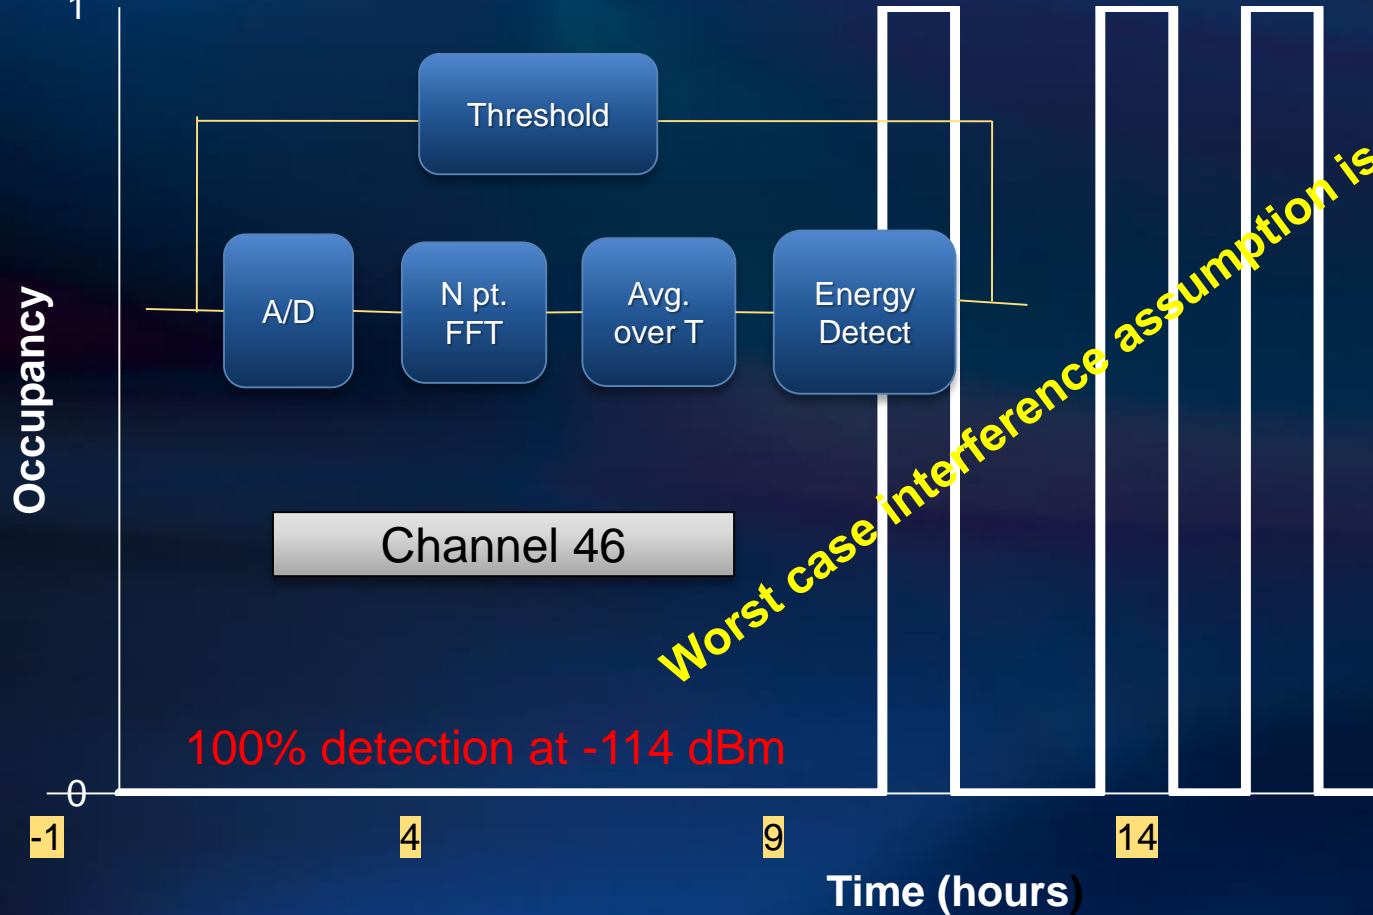 1
Threshold
A/D
N pt.
FFT
Avg.
over T
Energy
Detect
Worst case interference assumption is
Occupancy
Channel 46
100% detection at -114 dBm
0
-1
4
9
14
Time (hours)